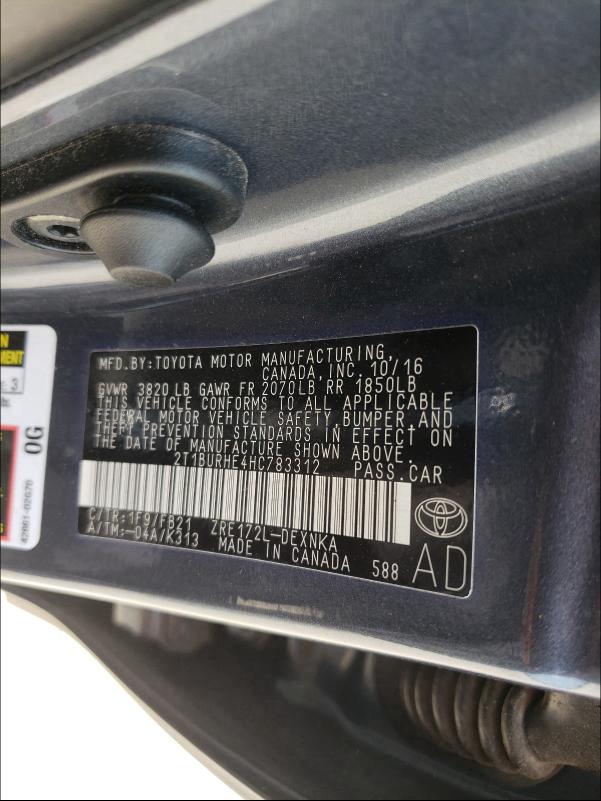 MFD.BY:TOYOTA MOTOR MANUFACTURING,
CANADA, INC. 10/16
GVWR 3820 LB GAWR FR 2070LB RR 1850LB
THIS VEHICLE CONFORMS TO ALL APPLICABLE
FEDERAL MOTOR VEHICLE SAFETY, BUMPER, AND
THEFT PREVENTION STANDARDS IN EFFECT ON
THE DATE OF MANUFACTURE SHOWN ABOVE.
2T1BURHE4HC783312 PASS.CAR
C/TR:1F9/FB21 ZRE172L-DEXNKA
A/TM:-04A/K313 MADE IN CANADA 588
AD
0G
42661-02670
3